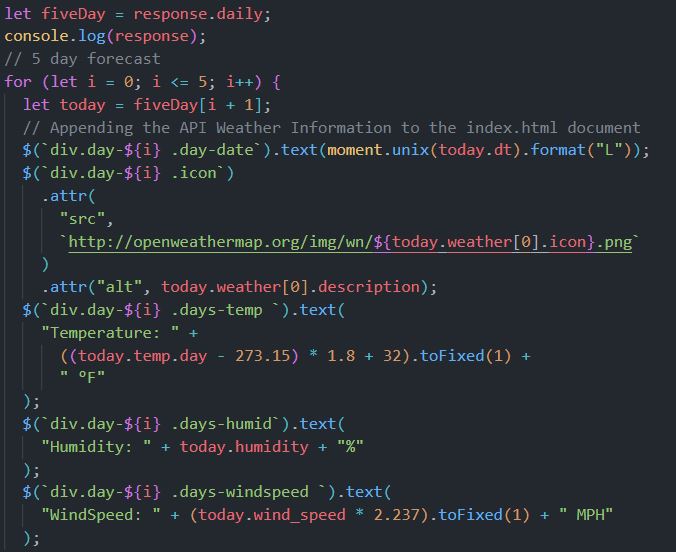 let fiveDay = response.daily;
console.log(response);
// 5 day forecast
for (let i = 0; i <= 5; i++) {
  let today = fiveDay[i + 1];
  // Appending the API Weather Information to the index.html document
  $(`div.day-${i} .day-date`).text(moment.unix(today.dt).format("L"));
  $(`div.day-${i} .icon`)
    .attr(
      "src",
      `http://openweathermap.org/img/wn/${today.weather[0].icon}.png`
    )
    .attr("alt", today.weather[0].description);
  $(`div.day-${i} .days-temp `).text(
    "Temperature: " +
      ((today.temp.day - 273.15) * 1.8 + 32).toFixed(1) +
      " ºF"
  );
  $(`div.day-${i} .days-humid`).text(
    "Humidity: " + today.humidity + "%"
  );
  $(`div.day-${i} .days-windspeed `).text(
    "WindSpeed: " + (today.wind_speed * 2.237).toFixed(1) + " MPH"
  );